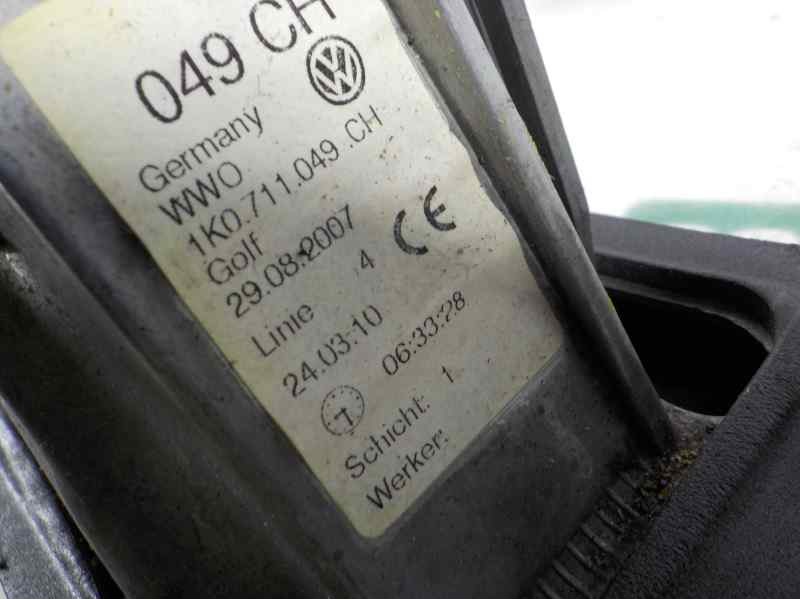 049 CH
Germany
WWO
1K0.711.049 .CH
Golf
29.08.2007
CE
Linie 4
24.03.10 06:33:28
Schicht: 1
Werker: